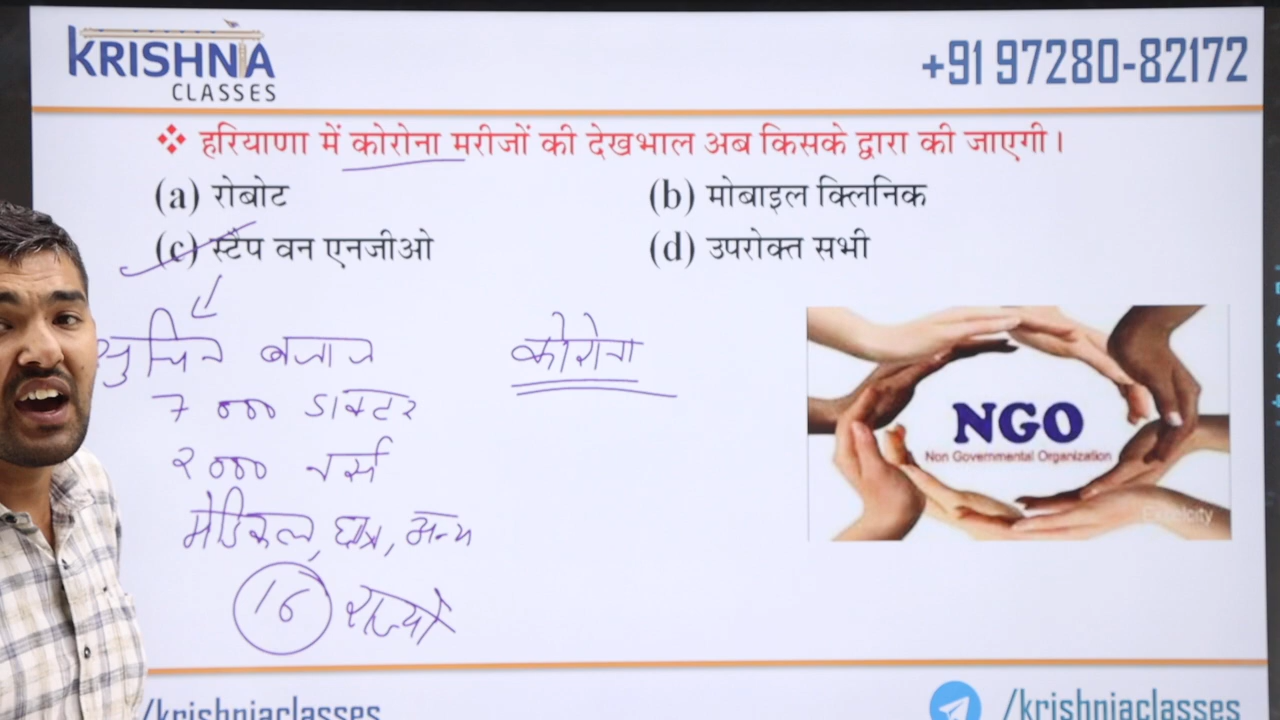 KRISHNIA
CLASSES
+91 97280-82172
❖ हरियाणा में कोरोना मरीजों की देखभाल अब किसके द्वारा की जाएगी।
(a) रोबोट
(b) मोबाइल क्लिनिक
(c) स्टैप वन एनजीओ
(d) उपरोक्त सभी
बजाज
कोरोना
7000 डाक्टर
२००० नर्स
मेडिकल, छात्र, अन्य
16 राज्यों
NGO
Non Governmental Organization
/krishniaclasses
/krishniaclasses